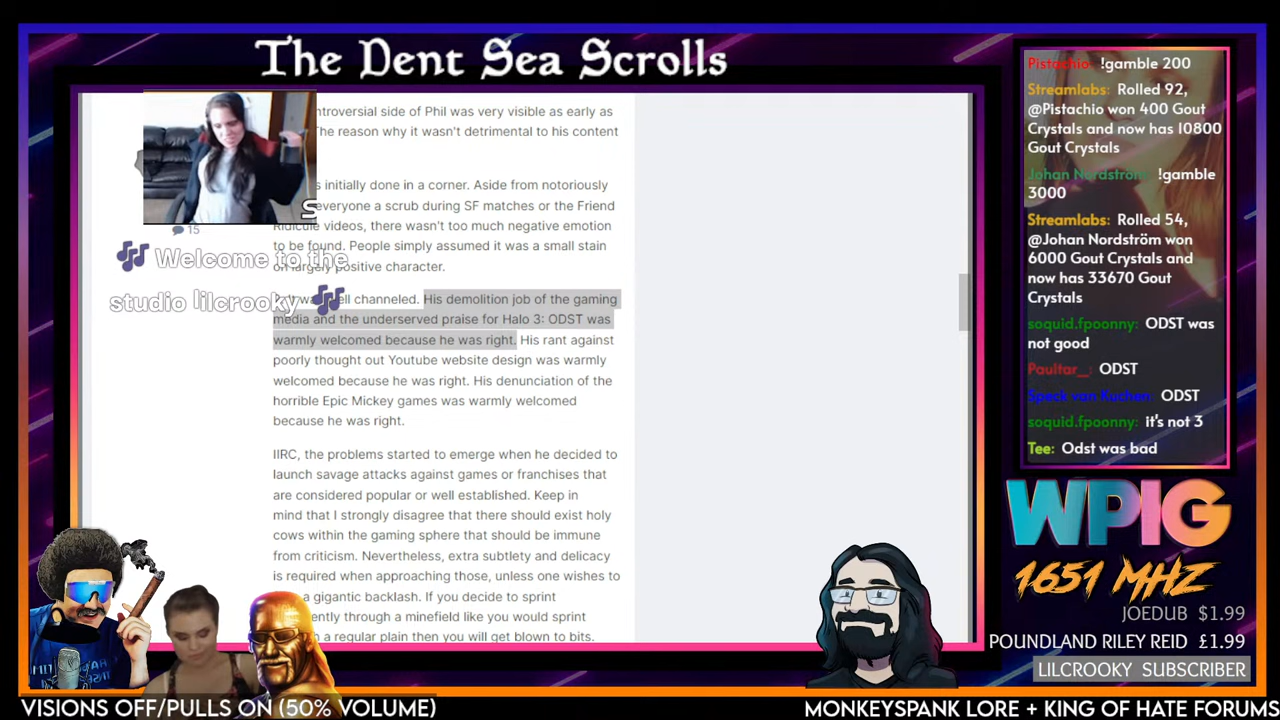 The Dent Sea Scrolls
ntroversial side of Phil was very visible as early as
he reason why it wasn't detrimental to his content
s initially done in a corner. Aside from notoriously
everyone a scrub during SF matches or the Friend
Ridicule videos, there wasn't too much negative emotion
to be found. People simply assumed it was a small stain
on largely positive character.
S
15
🎶 Welcome to the
studio lilcrooky 🎶
ll channeled. His demolition job of the gaming
media and the underserved praise for Halo 3: ODST was
warmly welcomed because he was right. His rant against
poorly thought out Youtube website design was warmly
welcomed because he was right. His denunciation of the
horrible Epic Mickey games was warmly welcomed
because he was right.
IIRC, the problems started to emerge when he decided to
launch savage attacks against games or franchises that
are considered popular or well established. Keep in
mind that I strongly disagree that there should exist holy
cows within the gaming sphere that should be immune
from criticism. Nevertheless, extra subtlety and delicacy
is required when approaching those, unless one wishes to
a gigantic backlash. If you decide to sprint
ently through a minefield like you would sprint
h a regular plain then you will get blown to bits.
Pistachio: !gamble 200
Streamlabs: Rolled 92,
@Pistachio won 400 Gout
Crystals and now has 10800
Gout Crystals
Johan Nordström: !gamble
3000
Streamlabs: Rolled 54,
@Johan Nordström won
6000 Gout Crystals and
now has 33670 Gout
Crystals
soquid.fpoonny: ODST was
not good
Paultar_: ODST
Speck van Kuchen: ODST
soquid.fpoonny: it's not 3
Tee: Odst was bad
WPIG
1651 MHZ
JOEDUB $1.99
POUNDLAND RILEY REID £1.99
LILCROOKY SUBSCRIBER
VISIONS OFF/PULLS ON (50% VOLUME)
MONKEYSPANK LORE + KING OF HATE FORUMS